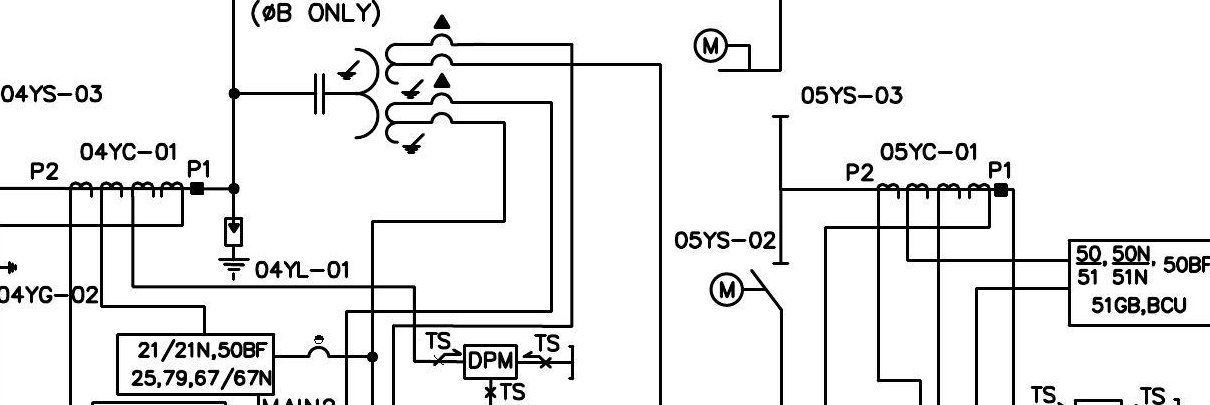 (øB ONLY)
M
04YS-03
05YS-03
04YC-01
05YC-01
P2
P1
P2
P1
05YS-02
50, 50N, 50BF
51 51N
51GB,BCU
04YL-01
04YG-02
M
21/21N,50BF
25,79,67/67N
TS
TS
DPM
TS
MAIN2
TS
TS